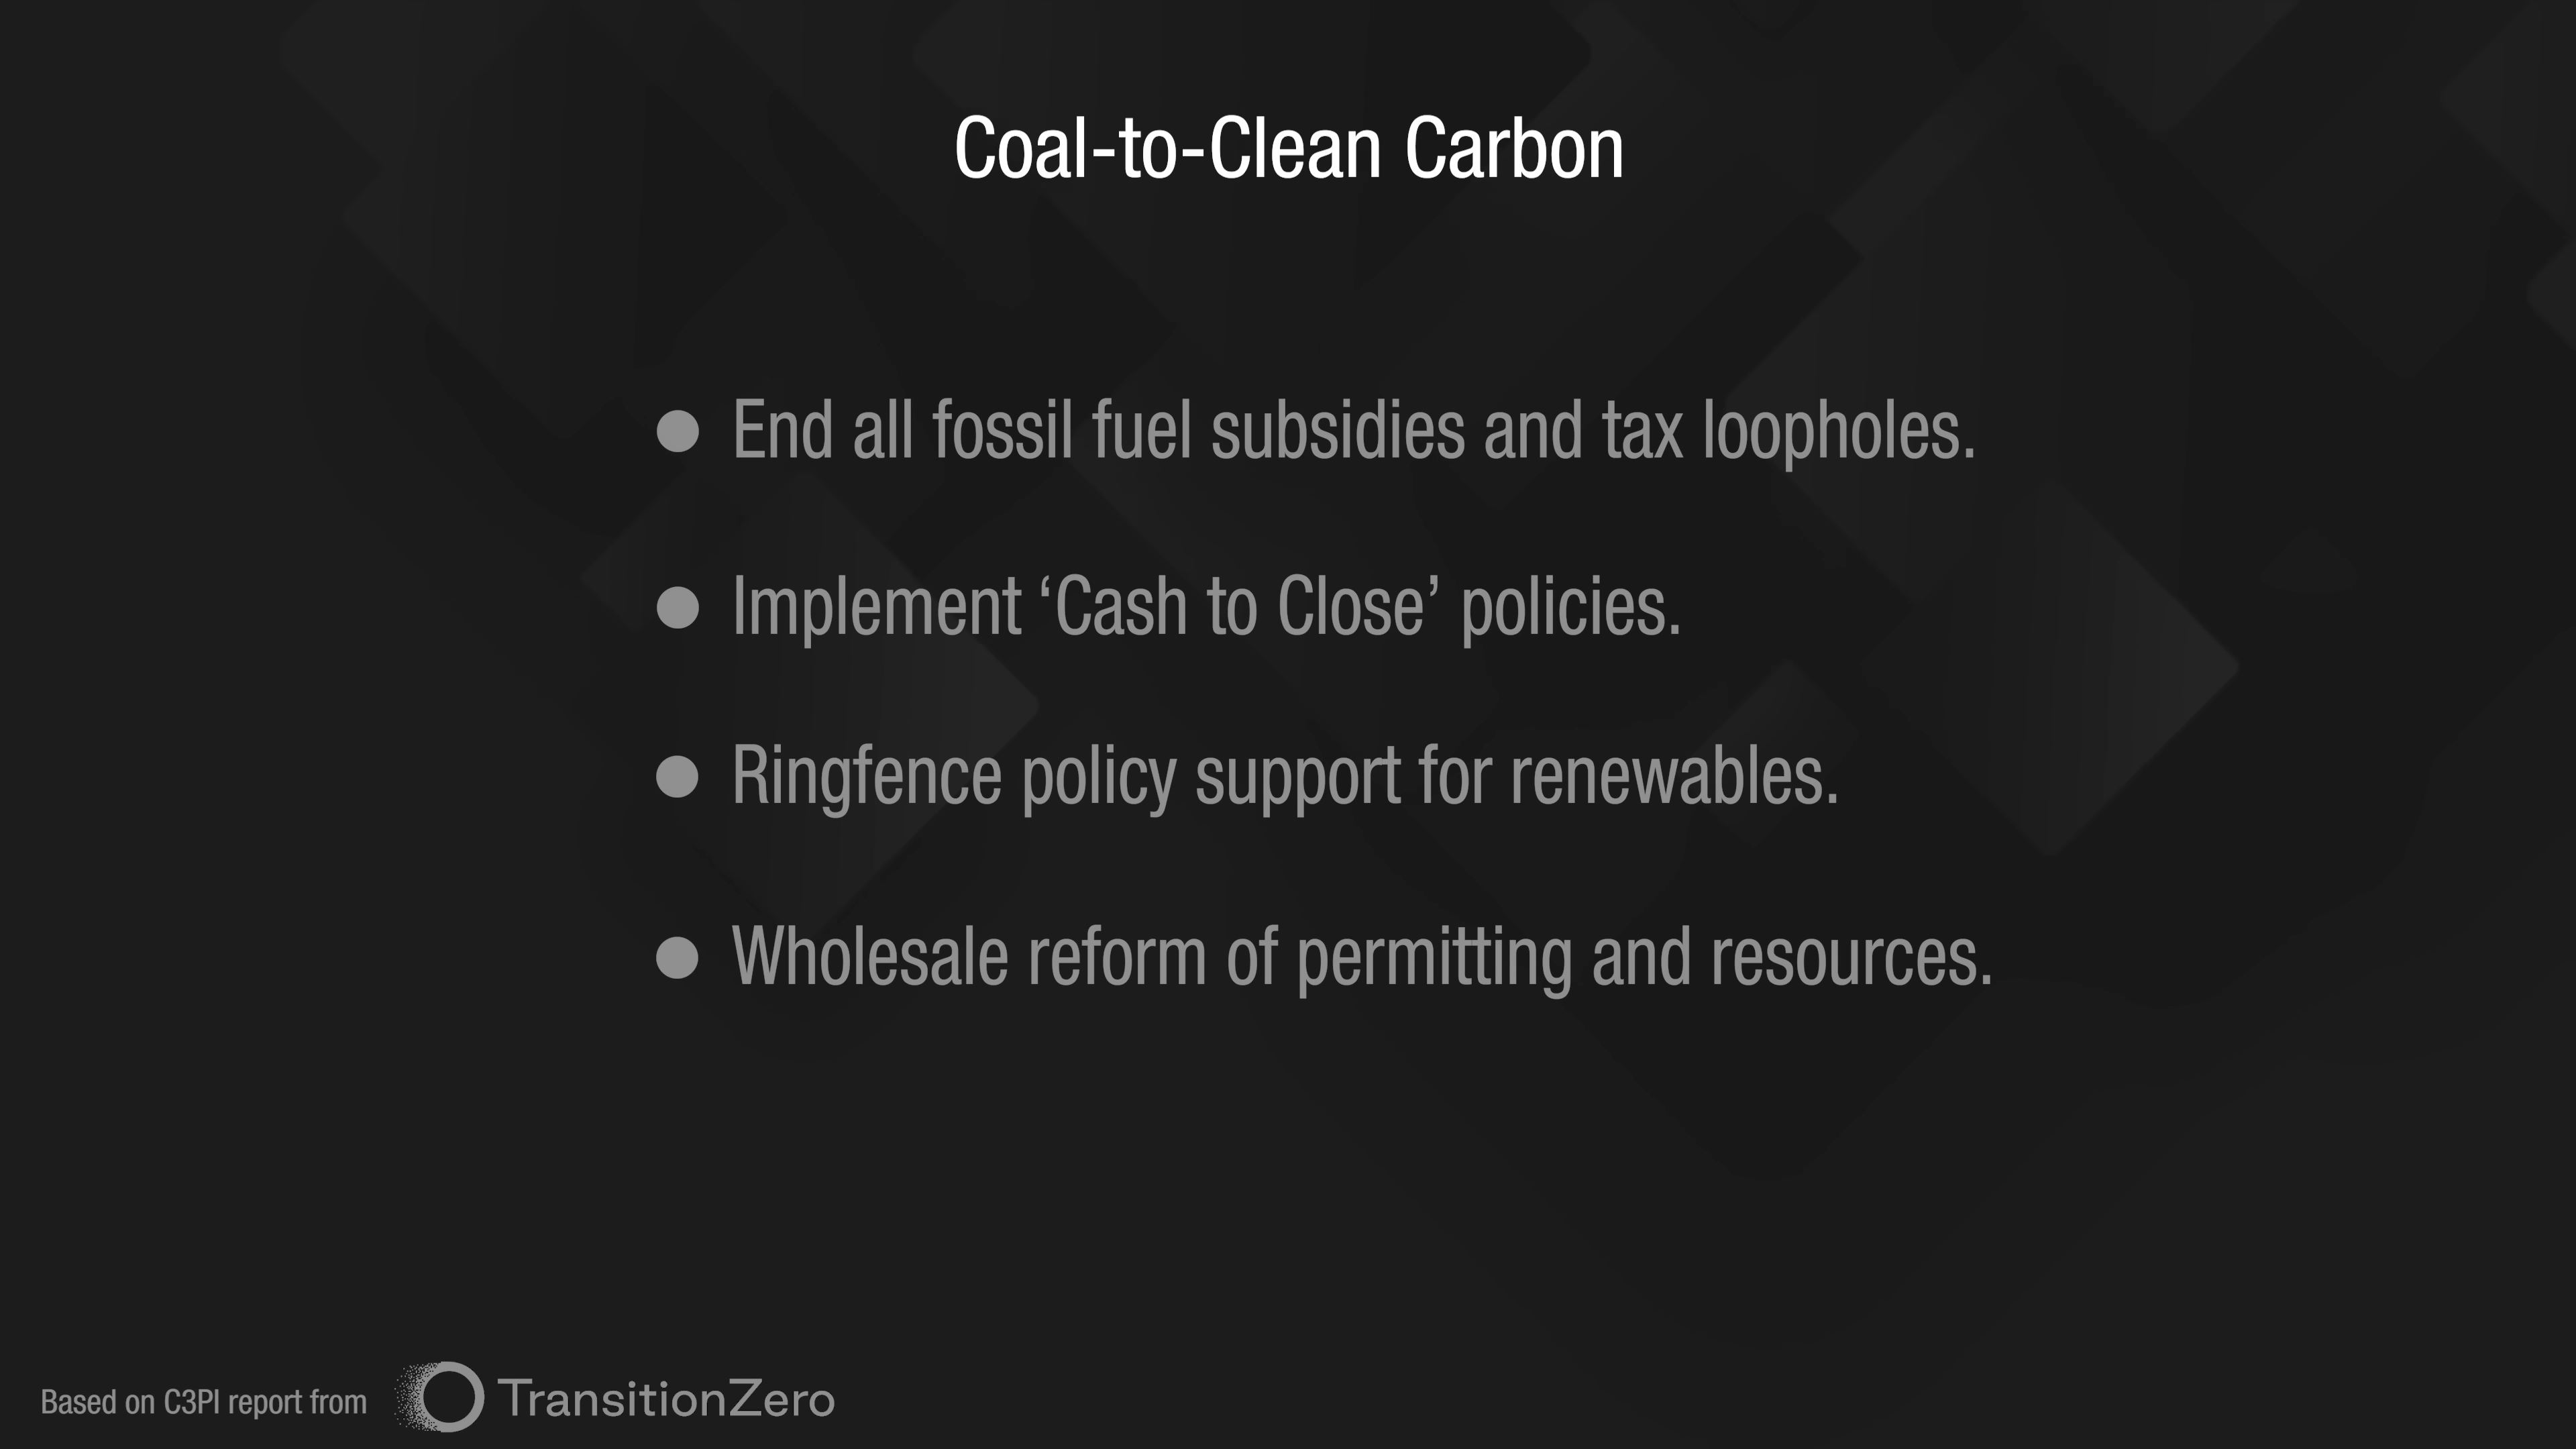 Coal-to-Clean Carbon
● End all fossil fuel subsidies and tax loopholes.
● Implement ‘Cash to Close’ policies.
● Ringfence policy support for renewables.
● Wholesale reform of permitting and resources.
Based on C3PI report from TransitionZero